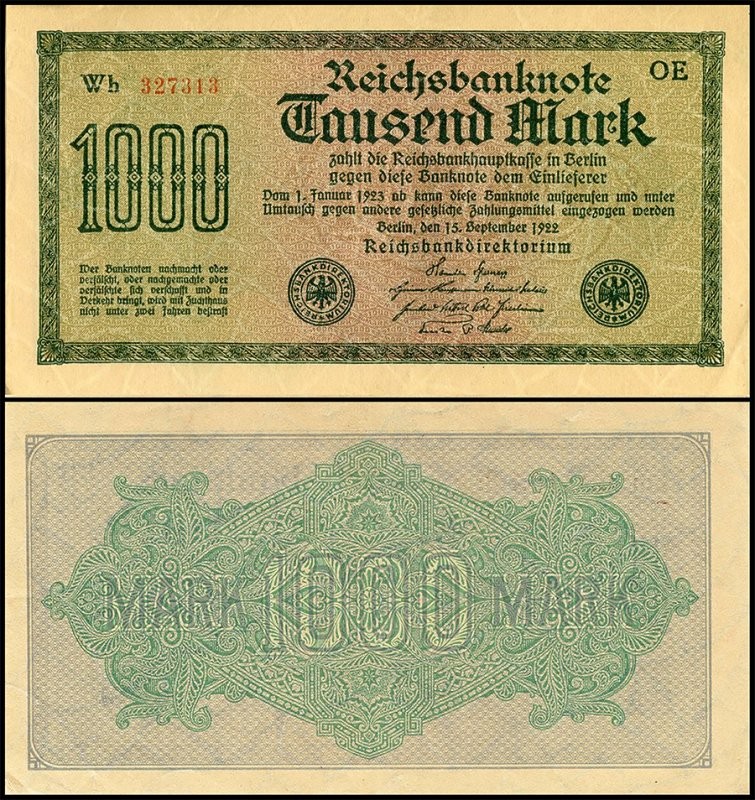 Wh 327313
OE
Reichsbanknote
Tausend Mark
1000
zahlt die Reichsbankhauptkasse in Berlin
gegen diese Banknote dem Einlieferer
Vom 1. Januar 1923 ab kann diese Banknote aufgerufen und unter
Umtausch gegen andere gesetzliche Zahlungsmittel eingezogen werden
Berlin, den 15. September 1922
Reichsbankdirektorium
Wer Banknoten nachmacht oder
verfälscht, oder nachgemachte oder
verfälschte sich verschafft und in
Verkehr bringt, wird mit Zuchthaus
nicht unter zwei Jahren bestraft
REICHSBANKDIREKTORIUM
REICHSBANKDIREKTORIUM
MARK 1000 MARK